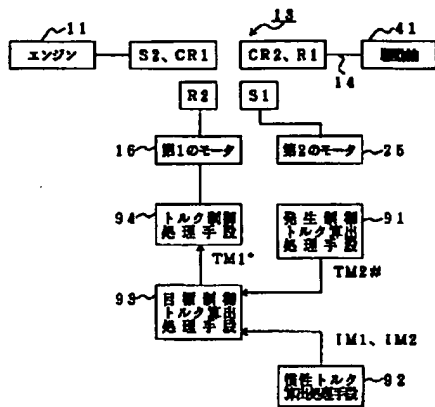 11
13
41
エンジン
S2、CR1
CR2、R1
駆動軸
14
R2
S1
16
第1のモータ
第2のモータ
25
94
トルク制御
処理手段
発生制御
トルク算出
処理手段
91
TM1*
TM2#
93
目標制御
トルク算出
処理手段
IM1、IM2
慣性トルク
算出処理手段
92